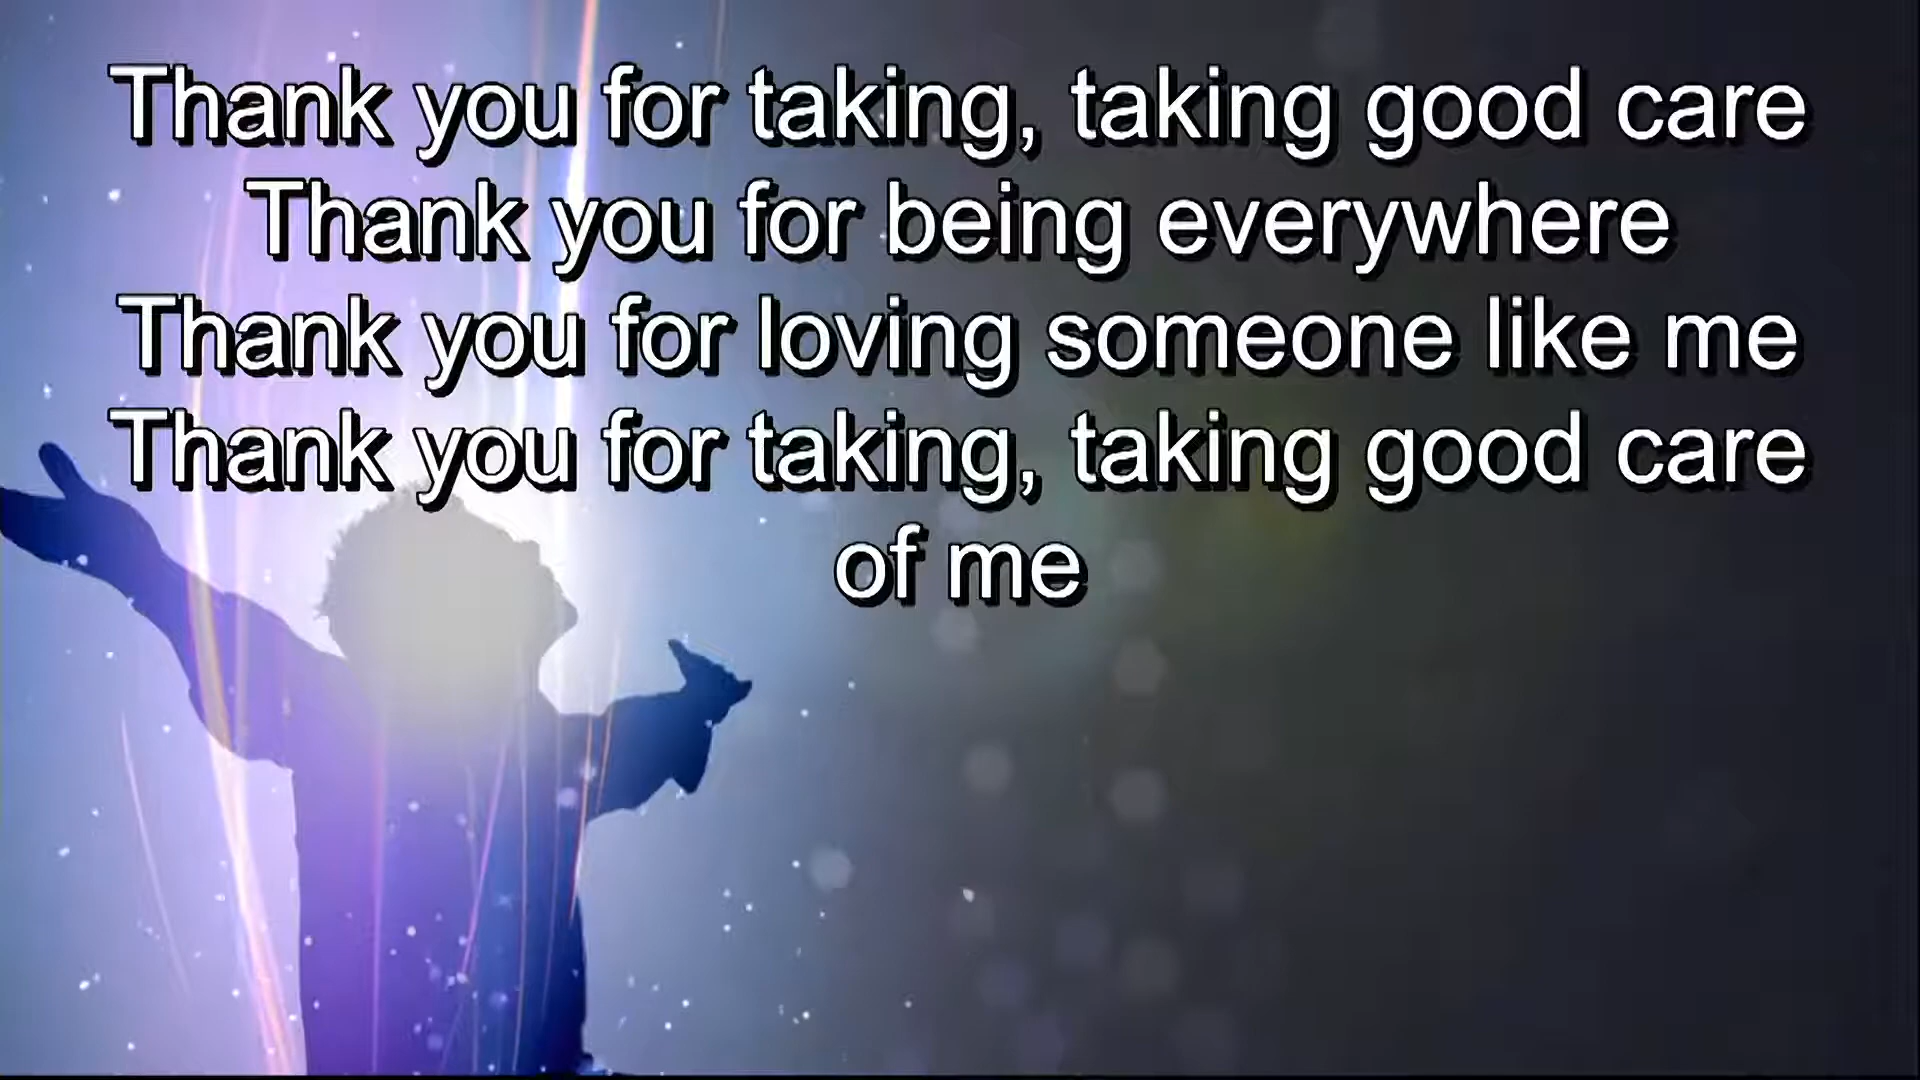 Thank you for taking, taking good care
Thank you for being everywhere
Thank you for loving someone like me
Thank you for taking, taking good care
of me